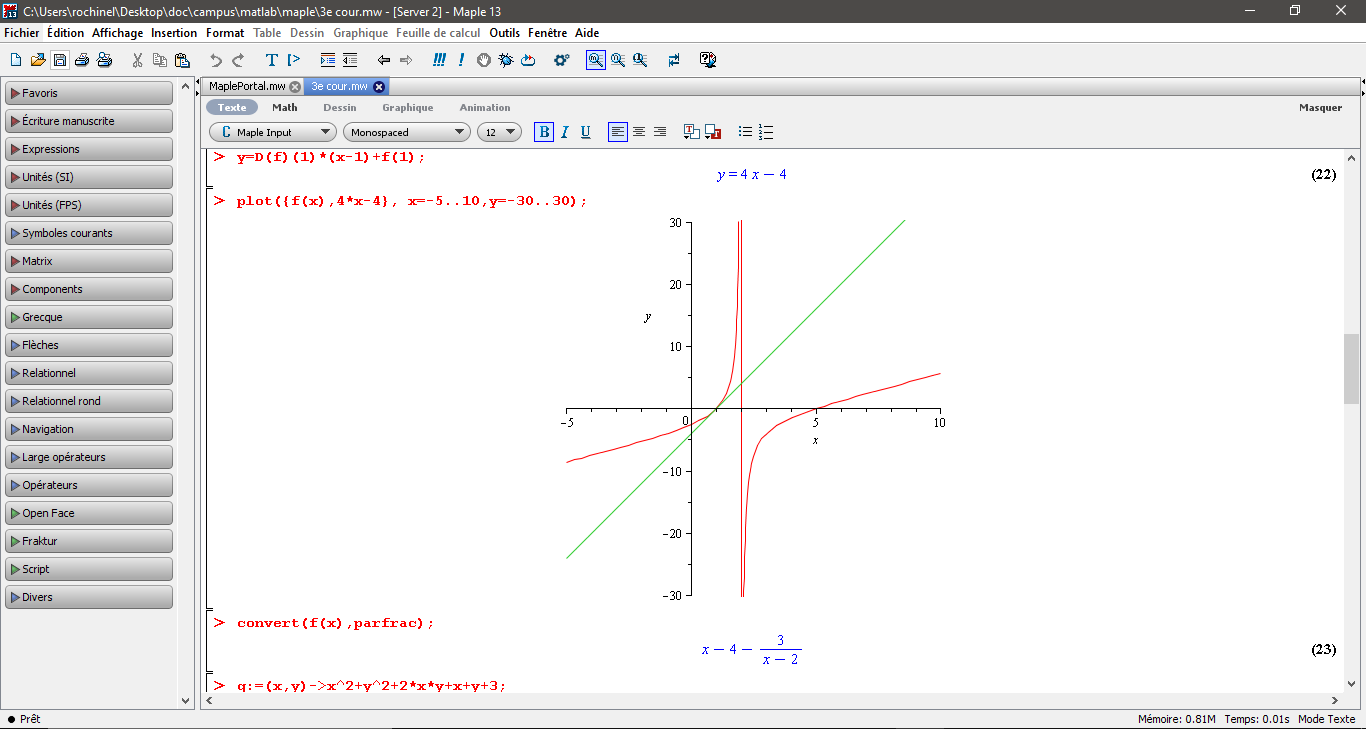 C:\Users\rochinel\Desktop\doc\campus\matlab\maple\3e cour.mw - [Server 2] - Maple 13
Fichier Édition Affichage Insertion Format Table Dessin Graphique Feuille de calcul Outils Fenêtre Aide
MaplePortal.mw 3e cour.mw
Texte Math Dessin Graphique Animation Masquer
C Maple Input Monospaced 12 B I U
Favoris
Écriture manuscrite
Expressions
Unités (SI)
Unités (FPS)
Symboles courants
Matrix
Components
Grecque
Flèches
Relationnel
Relationnel rond
Navigation
Large opérateurs
Opérateurs
Open Face
Fraktur
Script
Divers
> y=D(f)(1)*(x-1)+f(1);
y = 4 x − 4 (22)
> plot({f(x),4*x-4}, x=-5..10,y=-30..30);
30
20
y
10
−5 0 5 10
x
−10
−20
−30
> convert(f(x),parfrac);
x − 4 − 3/(x − 2) (23)
> q:=(x,y)->x^2+y^2+2*x*y+x+y+3;
Prêt Mémoire: 0.81M Temps: 0.01s Mode Texte